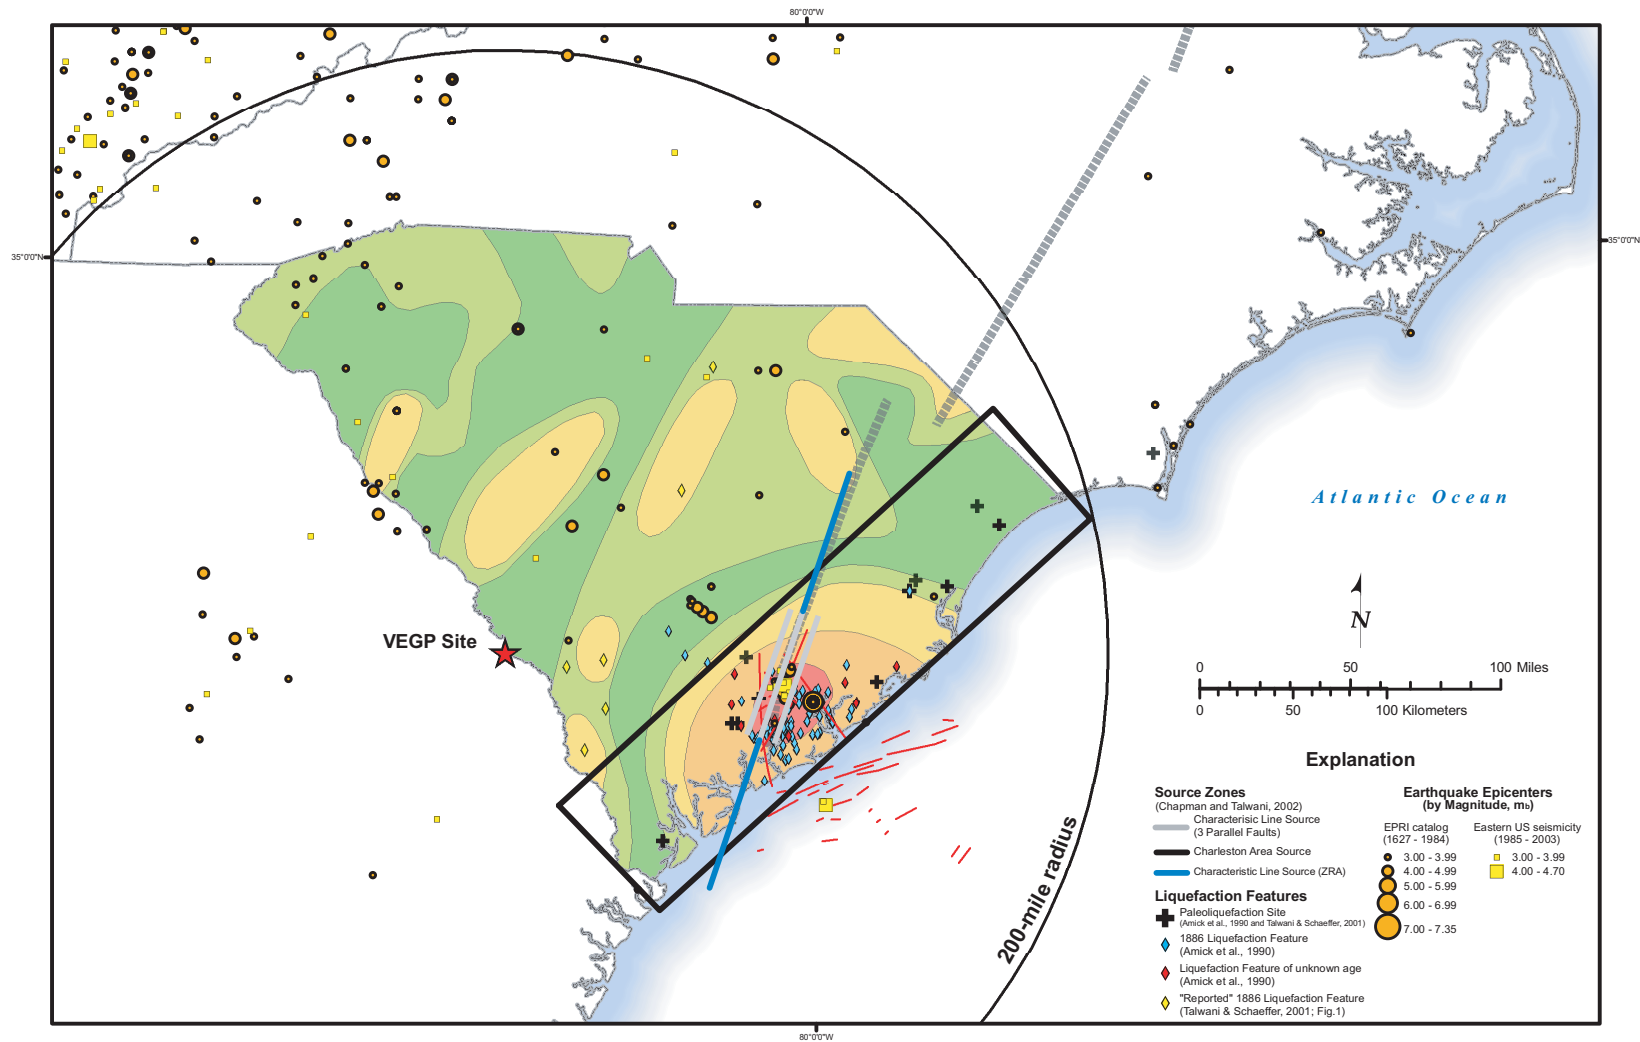 80°0'0"W
35°0'0"N
35°0'0"N
Atlantic Ocean
N
VEGP Site
0 50 100 Miles
0 50 100 Kilometers
200-mile radius
Explanation
Source Zones
(Chapman and Talwani, 2002)
Characterisic Line Source
(3 Parallel Faults)
Charleston Area Source
Characteristic Line Source (ZRA)
Liquefaction Features
Paleoliquefaction Site
(Amick et al., 1990 and Talwani & Schaeffer, 2001)
1886 Liquefaction Feature
(Amick et al., 1990)
Liquefaction Feature of unknown age
(Amick et al., 1990)
"Reported" 1886 Liquefaction Feature
(Talwani & Schaeffer, 2001; Fig.1)
Earthquake Epicenters
(by Magnitude, mb)
EPRI catalog
(1627 - 1984)
3.00 - 3.99
4.00 - 4.99
5.00 - 5.99
6.00 - 6.99
7.00 - 7.35
Eastern US seismicity
(1985 - 2003)
3.00 - 3.99
4.00 - 4.70
80°0'0"W